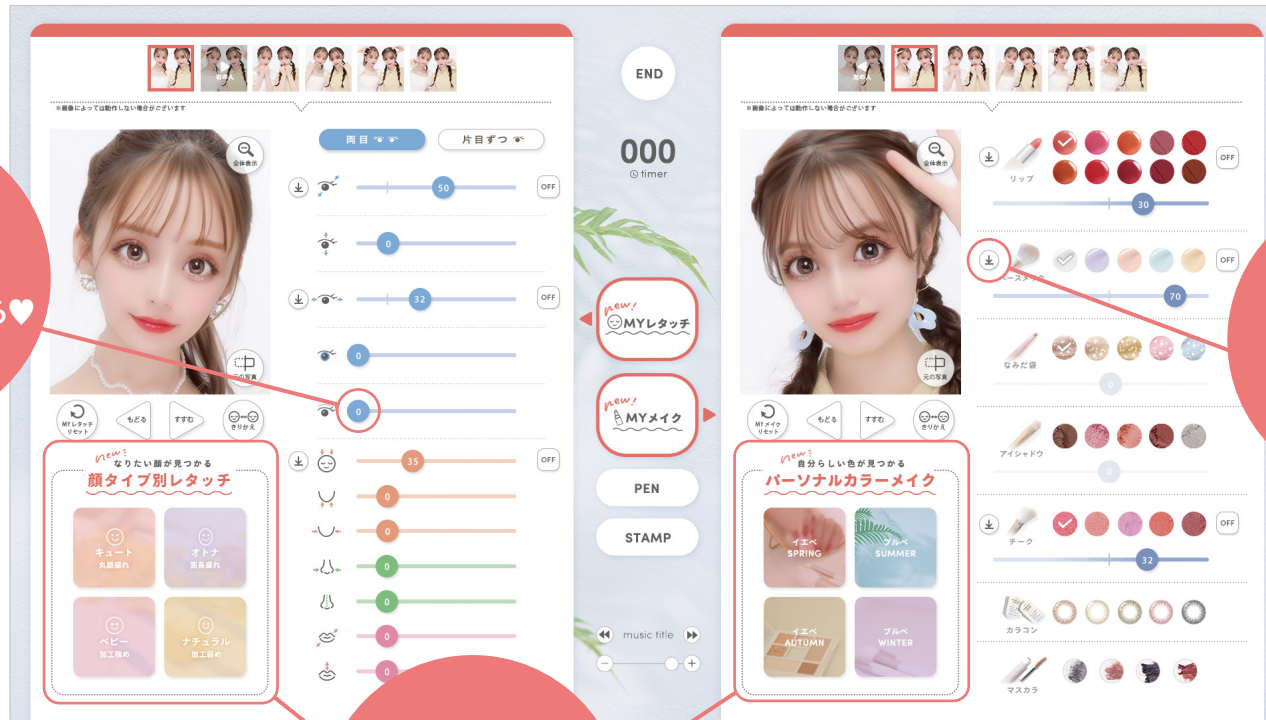 ※画像によっては動作しない場合がございます
全体表示
元の写真
MYレタッチ
リセット
もどる
すすむ
きりかえ
new!
なりたい顔が見つかる
顔タイプ別レタッチ
キュート
丸顔盛れ
オトナ
面長盛れ
ベビー
加工強め
ナチュラル
加工弱め
両目
片目ずつ
50
OFF
0
32
OFF
0
0
35
OFF
0
0
0
0
0
0
END
000
timer
new!
MYレタッチ
new!
MYメイク
PEN
STAMP
music title
※画像によっては動作しない場合がございます
全体表示
元の写真
MYメイク
リセット
もどる
すすむ
きりかえ
new!
自分らしい色が見つかる
パーソナルカラーメイク
イエベ
SPRING
ブルベ
SUMMER
イエベ
AUTUMN
ブルベ
WINTER
リップ
OFF
30
ベースメイク
OFF
70
なみだ袋
0
アイシャドウ
0
チーク
OFF
32
カラコン
マスカラ